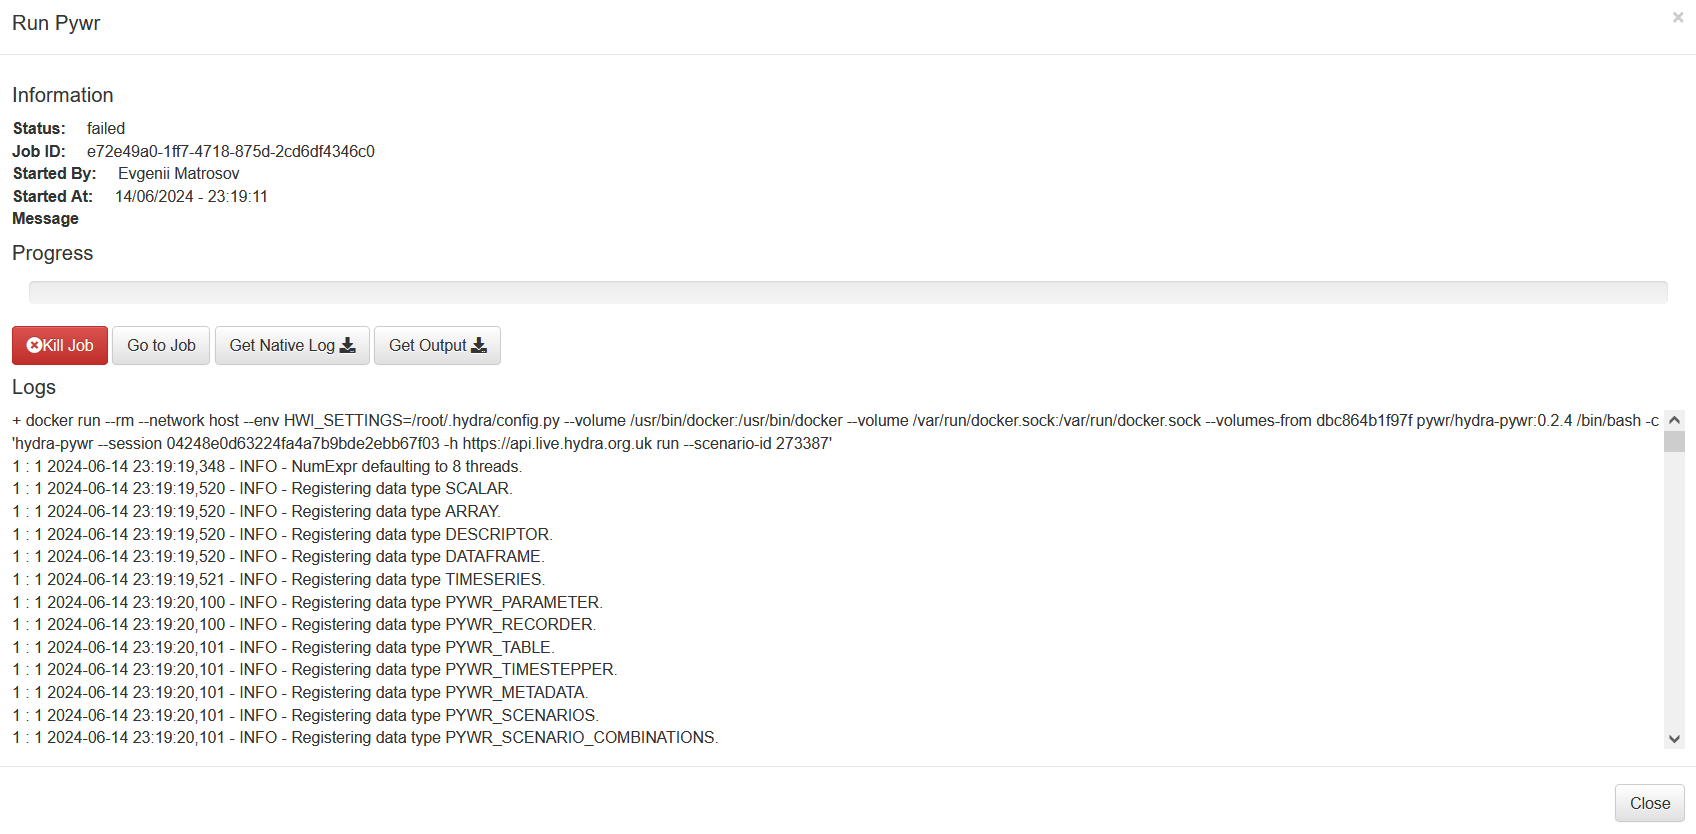 Run Pywr
×
Information
Status: failed
Job ID: e72e49a0-1ff7-4718-875d-2cd6df4346c0
Started By: Evgenii Matrosov
Started At: 14/06/2024 - 23:19:11
Message
Progress
Kill Job Go to Job Get Native Log Get Output
Logs
+ docker run --rm --network host --env HWI_SETTINGS=/root/.hydra/config.py --volume /usr/bin/docker:/usr/bin/docker --volume /var/run/docker.sock:/var/run/docker.sock --volumes-from dbc864b1f97f pywr/hydra-pywr:0.2.4 /bin/bash -c
'hydra-pywr --session 04248e0d63224fa4a7b9bde2ebb67f03 -h https://api.live.hydra.org.uk run --scenario-id 273387'
1 : 1 2024-06-14 23:19:19,348 - INFO - NumExpr defaulting to 8 threads.
1 : 1 2024-06-14 23:19:19,520 - INFO - Registering data type SCALAR.
1 : 1 2024-06-14 23:19:19,520 - INFO - Registering data type ARRAY.
1 : 1 2024-06-14 23:19:19,520 - INFO - Registering data type DESCRIPTOR.
1 : 1 2024-06-14 23:19:19,520 - INFO - Registering data type DATAFRAME.
1 : 1 2024-06-14 23:19:19,521 - INFO - Registering data type TIMESERIES.
1 : 1 2024-06-14 23:19:20,100 - INFO - Registering data type PYWR_PARAMETER.
1 : 1 2024-06-14 23:19:20,100 - INFO - Registering data type PYWR_RECORDER.
1 : 1 2024-06-14 23:19:20,101 - INFO - Registering data type PYWR_TABLE.
1 : 1 2024-06-14 23:19:20,101 - INFO - Registering data type PYWR_TIMESTEPPER.
1 : 1 2024-06-14 23:19:20,101 - INFO - Registering data type PYWR_METADATA.
1 : 1 2024-06-14 23:19:20,101 - INFO - Registering data type PYWR_SCENARIOS.
1 : 1 2024-06-14 23:19:20,101 - INFO - Registering data type PYWR_SCENARIO_COMBINATIONS.
Close